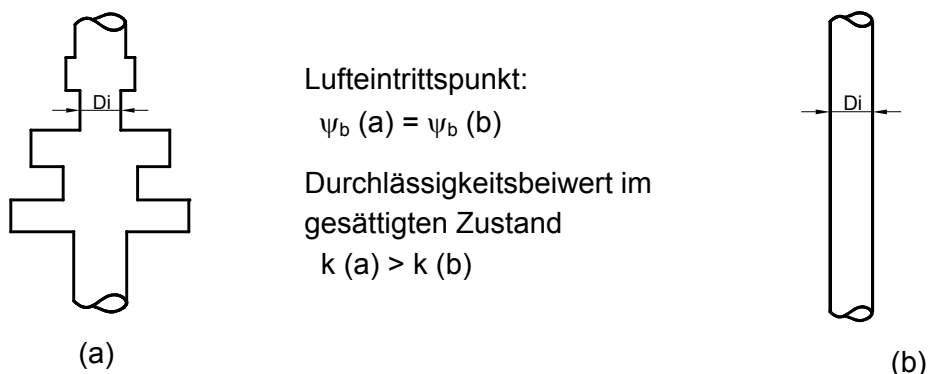 Di
Lufteintrittspunkt:
ψb (a) = ψb (b)
Durchlässigkeitsbeiwert im
gesättigten Zustand
k (a) > k (b)
Di
(a)
(b)